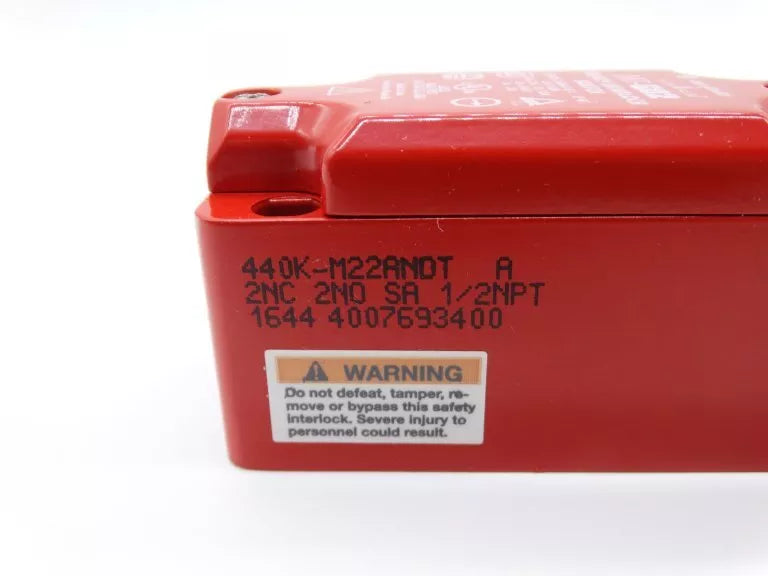 440K-M22ANDT A
2NC 2NO SA 1/2NPT
1644 4007693400
WARNING
Do not defeat, tamper, re-
move or bypass this safety
interlock. Severe injury to
personnel could result.